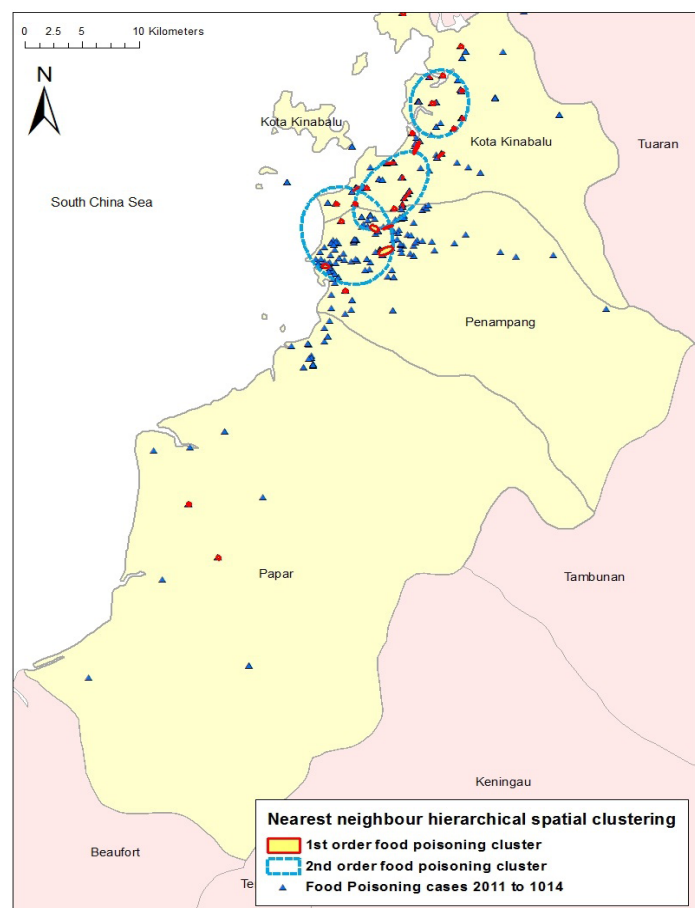 0 2.5 5 10 Kilometers
N
Kota Kinabalu
Kota Kinabalu
Tuaran
South China Sea
Penampang
Tambunan
Papar
Keningau
Beaufort
Te
Nearest neighbour hierarchical spatial clustering
1st order food poisoning cluster
2nd order food poisoning cluster
Food Poisoning cases 2011 to 1014